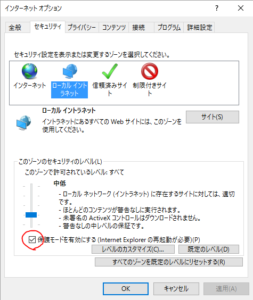 インターネット オプション
全般 セキュリティ プライバシー コンテンツ 接続 プログラム 詳細設定
セキュリティ設定を表示または変更するゾーンを選択してください。
インターネット ローカル イントラネット 信頼済みサイト 制限付きサイト
ローカル イントラネット
イントラネットにあるすべての Web サイトには、このゾーンを使用してください。
サイト(S)
このゾーンのセキュリティのレベル(L)
このゾーンで許可されているレベル: すべて
中低
- ローカル ネットワーク (イントラネット) に存在するサイトに対しては、適切です。
- ほとんどのコンテンツが警告なしに実行されます。
- 未署名の ActiveX コントロールはダウンロードされません。
- 警告なしの中レベルの保証です。
保護モードを有効にする (Internet Explorer の再起動が必要)(P)
レベルのカスタマイズ(C)... 既定のレベル(D)
すべてのゾーンを既定のレベルにリセットする(R)
OK キャンセル 適用(A)